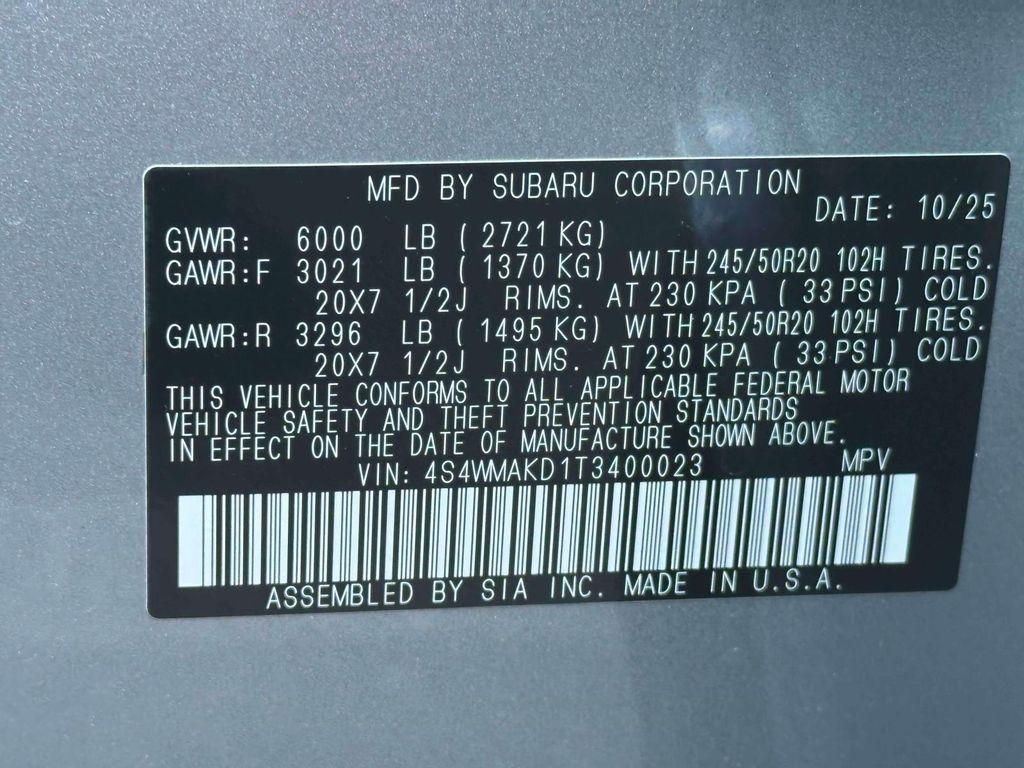 MFD BY SUBARU CORPORATION
DATE: 10/25
GVWR: 6000 LB ( 2721 KG)
GAWR:F 3021 LB ( 1370 KG) WITH 245/50R20 102H TIRES.
20X7 1/2J RIMS. AT 230 KPA ( 33 PSI) COLD
GAWR:R 3296 LB ( 1495 KG) WITH 245/50R20 102H TIRES.
20X7 1/2J RIMS. AT 230 KPA ( 33 PSI) COLD
THIS VEHICLE CONFORMS TO ALL APPLICABLE FEDERAL MOTOR
VEHICLE SAFETY AND THEFT PREVENTION STANDARDS
IN EFFECT ON THE DATE OF MANUFACTURE SHOWN ABOVE.
VIN: 4S4WMAKD1T3400023 MPV
ASSEMBLED BY SIA INC. MADE IN U.S.A.